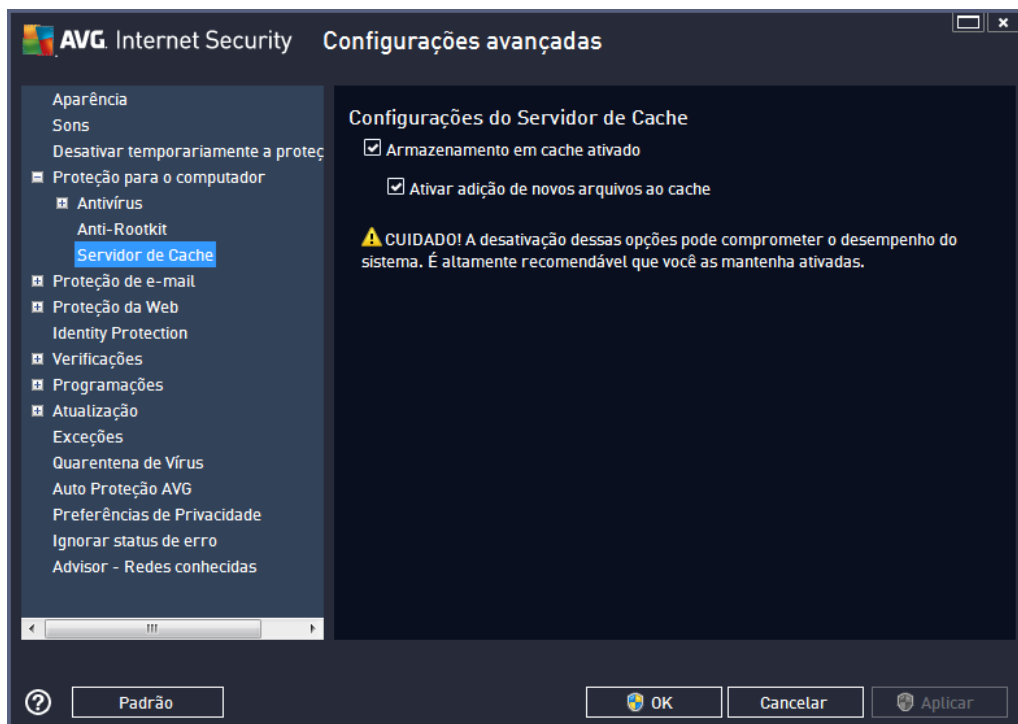 AVG. Internet Security Configurações avançadas
Aparência
Sons
Desativar temporariamente a proteç
Proteção para o computador
Antivírus
Anti-Rootkit
Servidor de Cache
Proteção de e-mail
Proteção da Web
Identity Protection
Verificações
Programações
Atualização
Exceções
Quarentena de Vírus
Auto Proteção AVG
Preferências de Privacidade
Ignorar status de erro
Advisor - Redes conhecidas
Configurações do Servidor de Cache
Armazenamento em cache ativado
Ativar adição de novos arquivos ao cache
CUIDADO! A desativação dessas opções pode comprometer o desempenho do
sistema. É altamente recomendável que você as mantenha ativadas.
Padrão OK Cancelar Aplicar